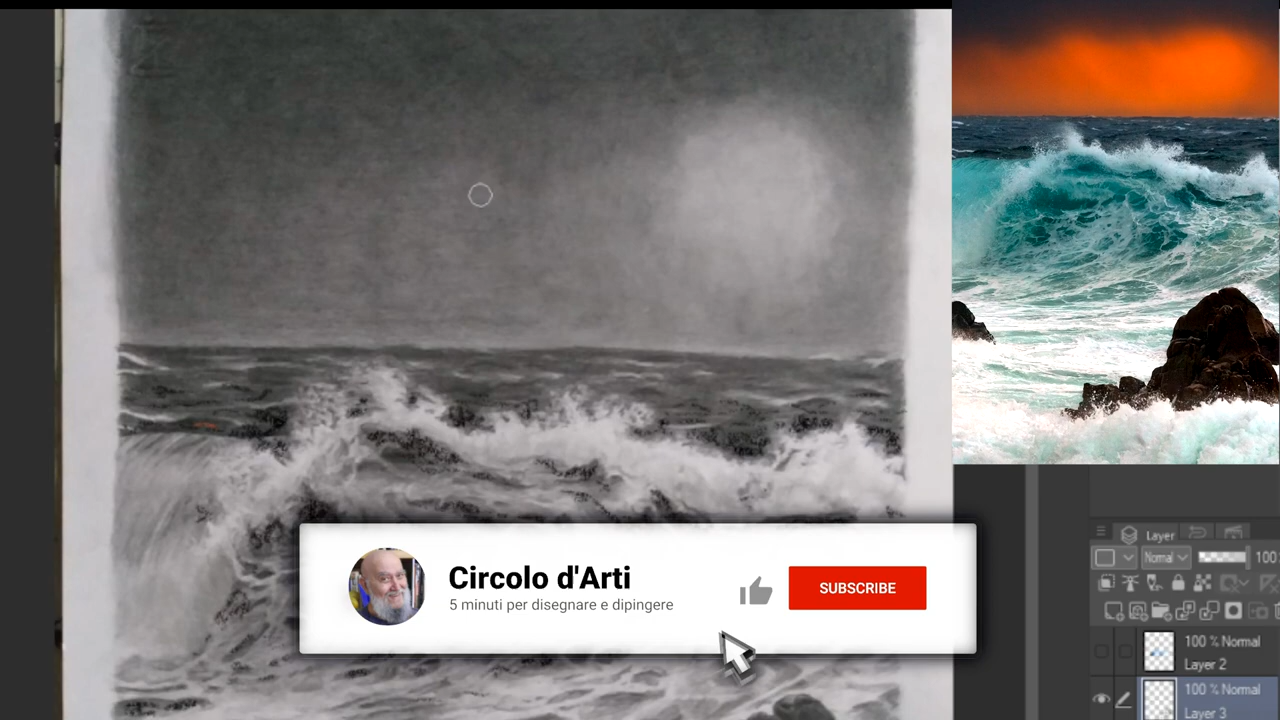 Circolo d'Arti
5 minuti per disegnare e dipingere
SUBSCRIBE
Layer
Normal
100
100 % Normal
Layer 2
100 % Normal
Layer 3